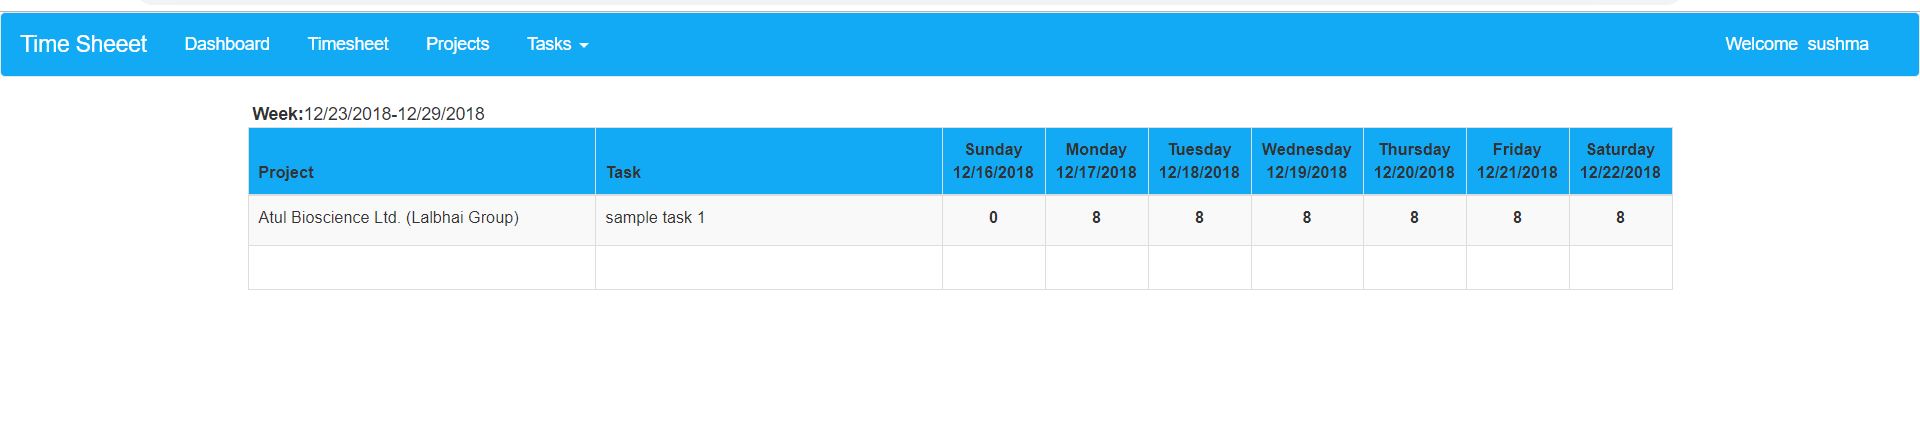 Time Sheeet Dashboard Timesheet Projects Tasks Welcome sushma
Week:12/23/2018-12/29/2018
Project Task Sunday 12/16/2018 Monday 12/17/2018 Tuesday 12/18/2018 Wednesday 12/19/2018 Thursday 12/20/2018 Friday 12/21/2018 Saturday 12/22/2018
Atul Bioscience Ltd. (Lalbhai Group) sample task 1 0 8 8 8 8 8 8